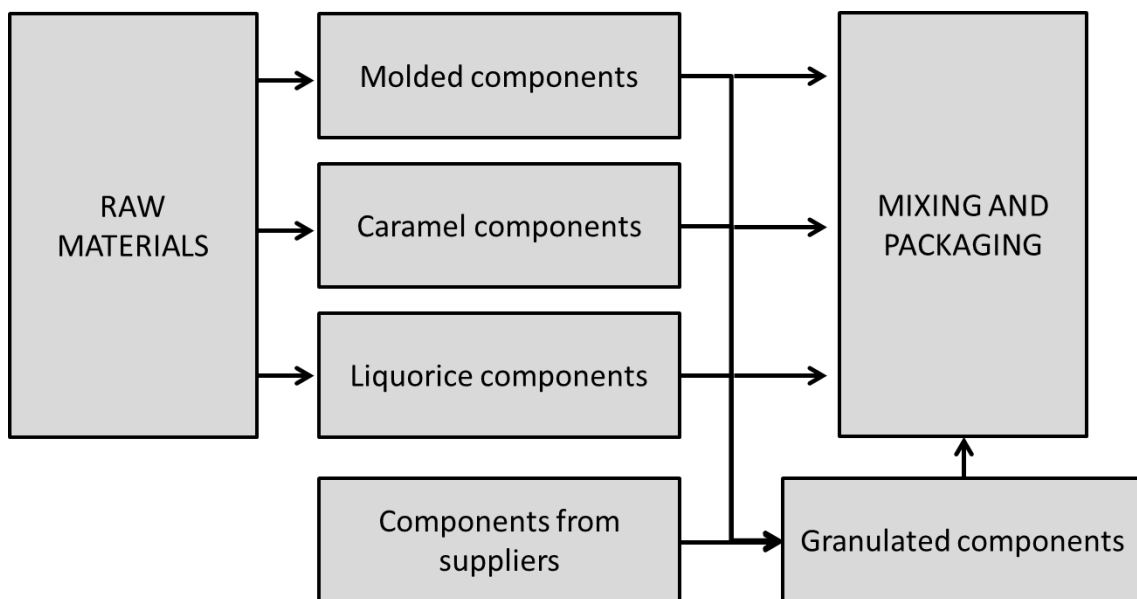 RAW
MATERIALS
Molded components
Caramel components
Liquorice components
Components from
suppliers
MIXING AND
PACKAGING
Granulated components